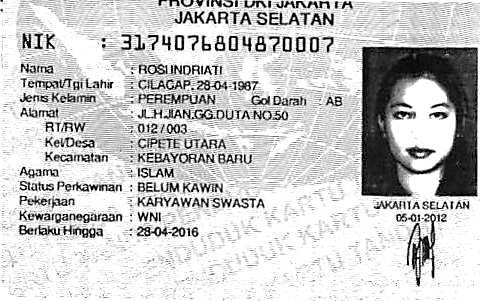 PROVINSI DKI JAKARTA
JAKARTA SELATAN
NIK : 3174076804870007
Nama : ROSI INDRIATI
Tempat/Tgl Lahir : CILACAP, 28-04-1987
Jenis Kelamin : PEREMPUAN Gol Darah : AB
Alamat : JL.H.JIAN.GG.DUTA NO.50
RT/RW : 012 / 003
Kel/Desa : CIPETE UTARA
Kecamatan : KEBAYORAN BARU
Agama : ISLAM
Status Perkawinan : BELUM KAWIN
Pekerjaan : KARYAWAN SWASTA
Kewarganegaraan : WNI
Berlaku Hingga : 28-04-2016
JAKARTA SELATAN
05-01-2012